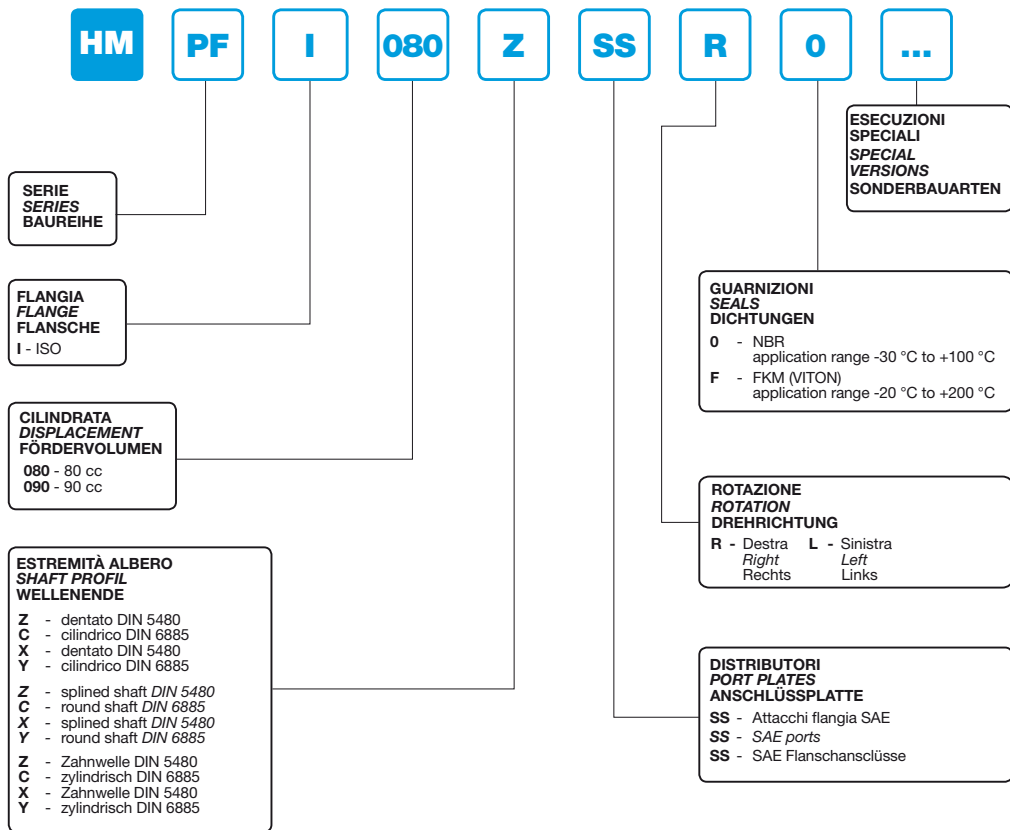 HM PF I 080 Z SS R 0 ...
ESECUZIONI
SPECIALI
SPECIAL
VERSIONS
SONDERBAUARTEN
SERIE
SERIES
BAUREIHE
FLANGIA
FLANGE
FLANSCHE
I - ISO
GUARNIZIONI
SEALS
DICHTUNGEN
0 - NBR
application range -30 °C to +100 °C
F - FKM (VITON)
application range -20 °C to +200 °C
CILINDRATA
DISPLACEMENT
FÖRDERVOLUMEN
080 - 80 cc
090 - 90 cc
ROTAZIONE
ROTATION
DREHRICHTUNG
R - Destra L - Sinistra
Right Left
Rechts Links
ESTREMITÀ ALBERO
SHAFT PROFIL
WELLENENDE
Z - dentato DIN 5480
C - cilindrico DIN 6885
X - dentato DIN 5480
Y - cilindrico DIN 6885
Z - splined shaft DIN 5480
C - round shaft DIN 6885
X - splined shaft DIN 5480
Y - round shaft DIN 6885
Z - Zahnwelle DIN 5480
C - zylindrisch DIN 6885
X - Zahnwelle DIN 5480
Y - zylindrisch DIN 6885
DISTRIBUTORI
PORT PLATES
ANSCHLÜSSPLATTE
SS - Attacchi flangia SAE
SS - SAE ports
SS - SAE Flanschansclüsse